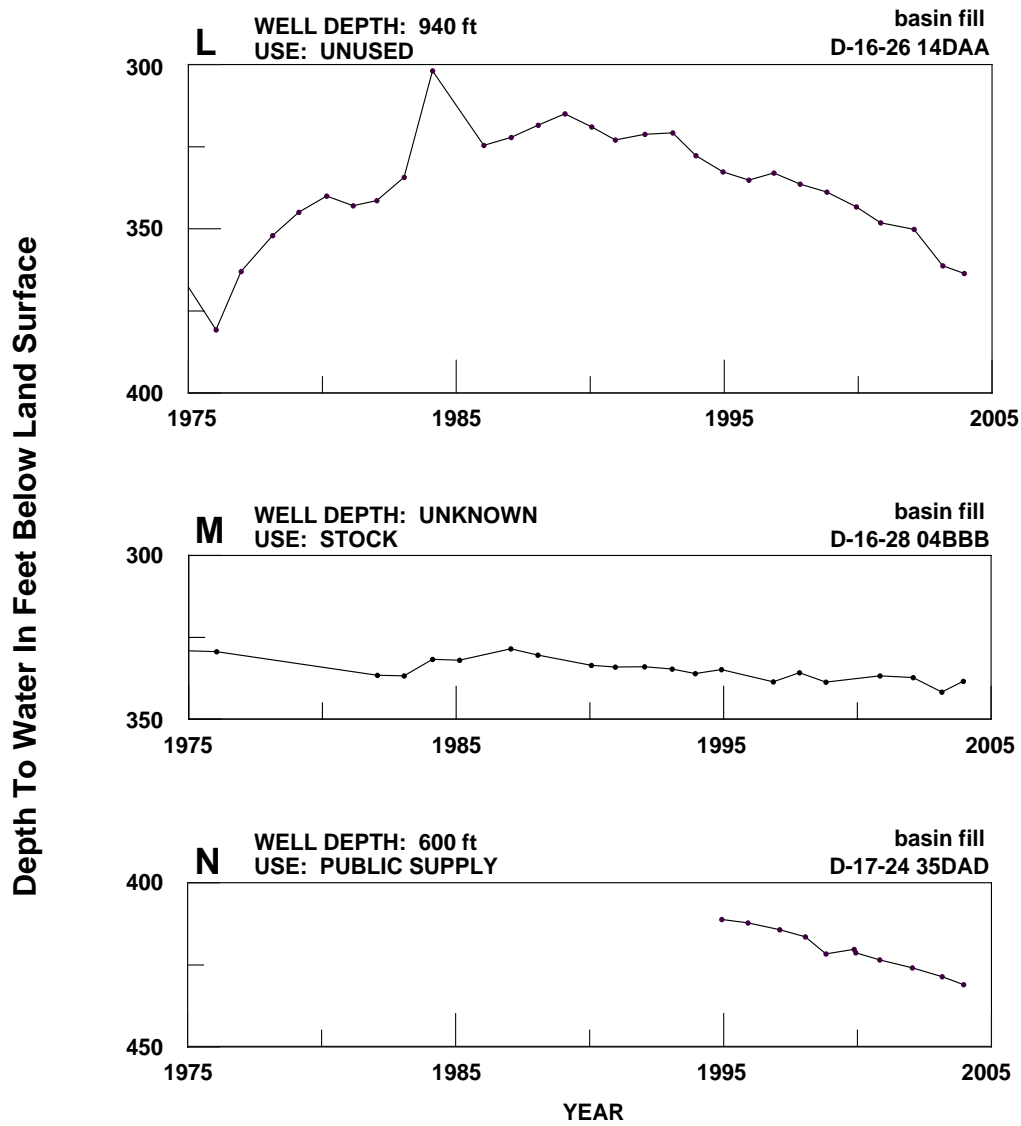 L
WELL DEPTH: 940 ft
USE: UNUSED
basin fill
D-16-26 14DAA
300
350
400
1975
1985
1995
2005
M
WELL DEPTH: UNKNOWN
USE: STOCK
basin fill
D-16-28 04BBB
300
350
1975
1985
1995
2005
N
WELL DEPTH: 600 ft
USE: PUBLIC SUPPLY
basin fill
D-17-24 35DAD
400
450
1975
1985
1995
2005
YEAR
Depth To Water In Feet Below Land Surface